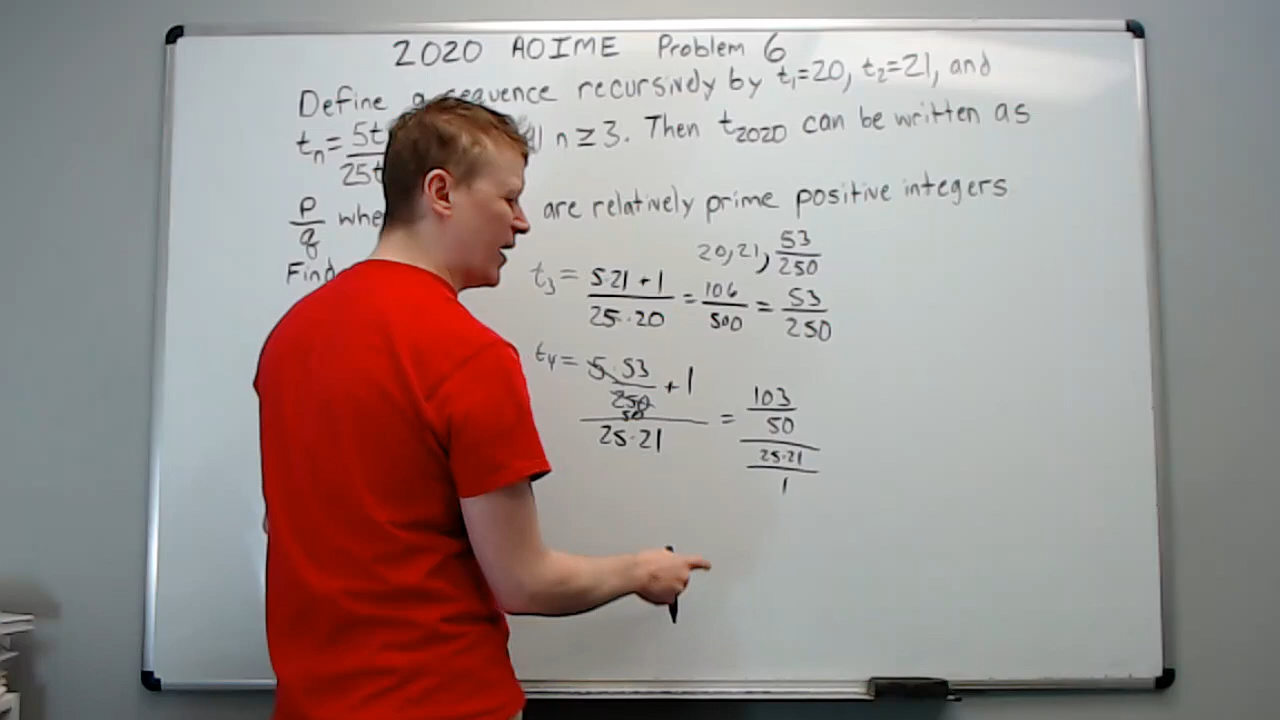 2020 AOIME Problem 6
Define a sequence recursively by t₁=20, t₂=21, and
tₙ = 5t n ≥ 3. Then t₂₀₂₀ can be written as
25t
p/q whe are relatively prime positive integers
Find
20, 21, 53/250
t₃ = (5·21 + 1)/(25·20) = 106/500 = 53/250
t₄ = (5·53/250 + 1)/(25·21) = (103/50)/(25·21/1)
50